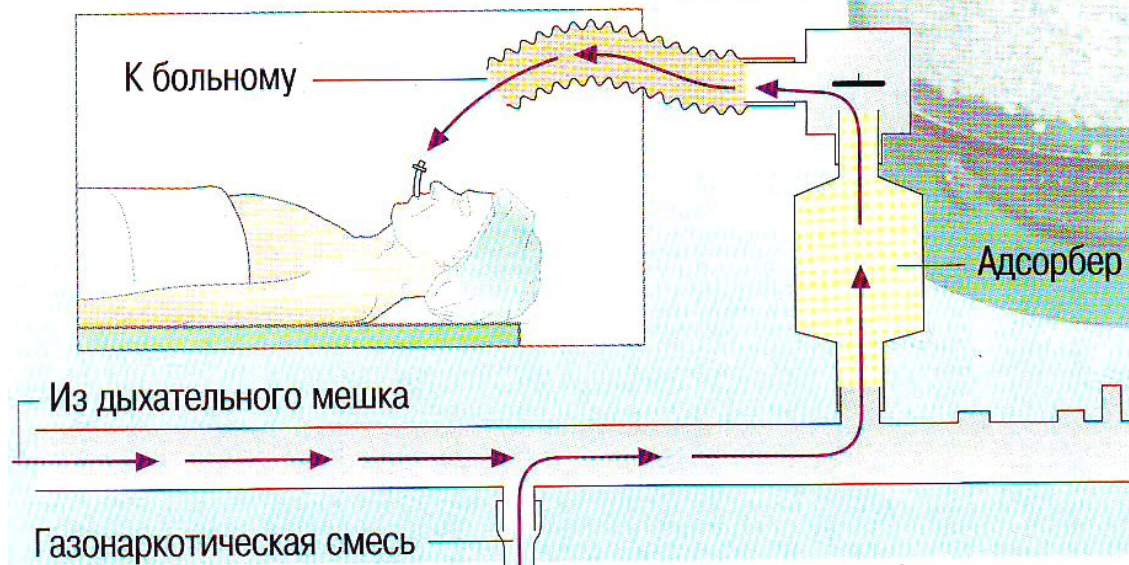 К больному
Адсорбер
Из дыхательного мешка
Газонаркотическая смесь